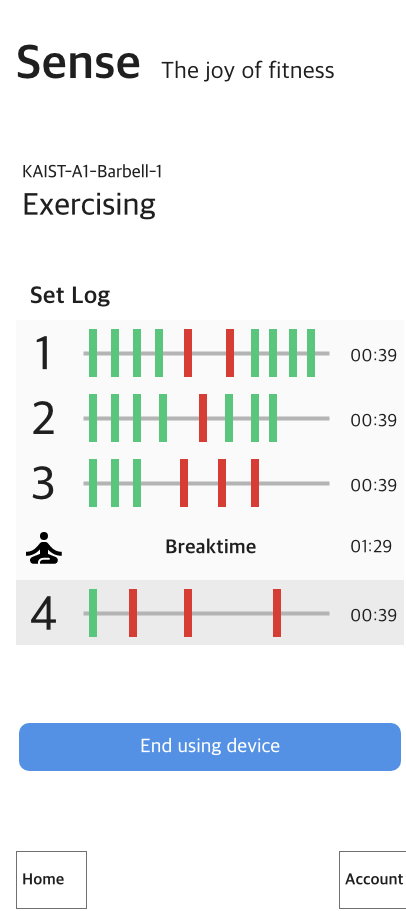 Sense The joy of fitness
KAIST-A1-Barbell-1
Exercising
Set Log
1 00:39
2 00:39
3 00:39
Breaktime 01:29
4 00:39
End using device
Home Account